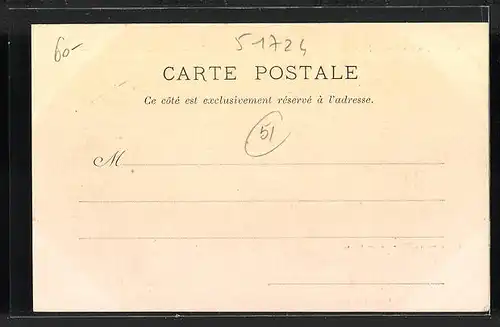 60-
51724
CARTE POSTALE
Ce côté est exclusivement réservé à l'adresse.
51
M